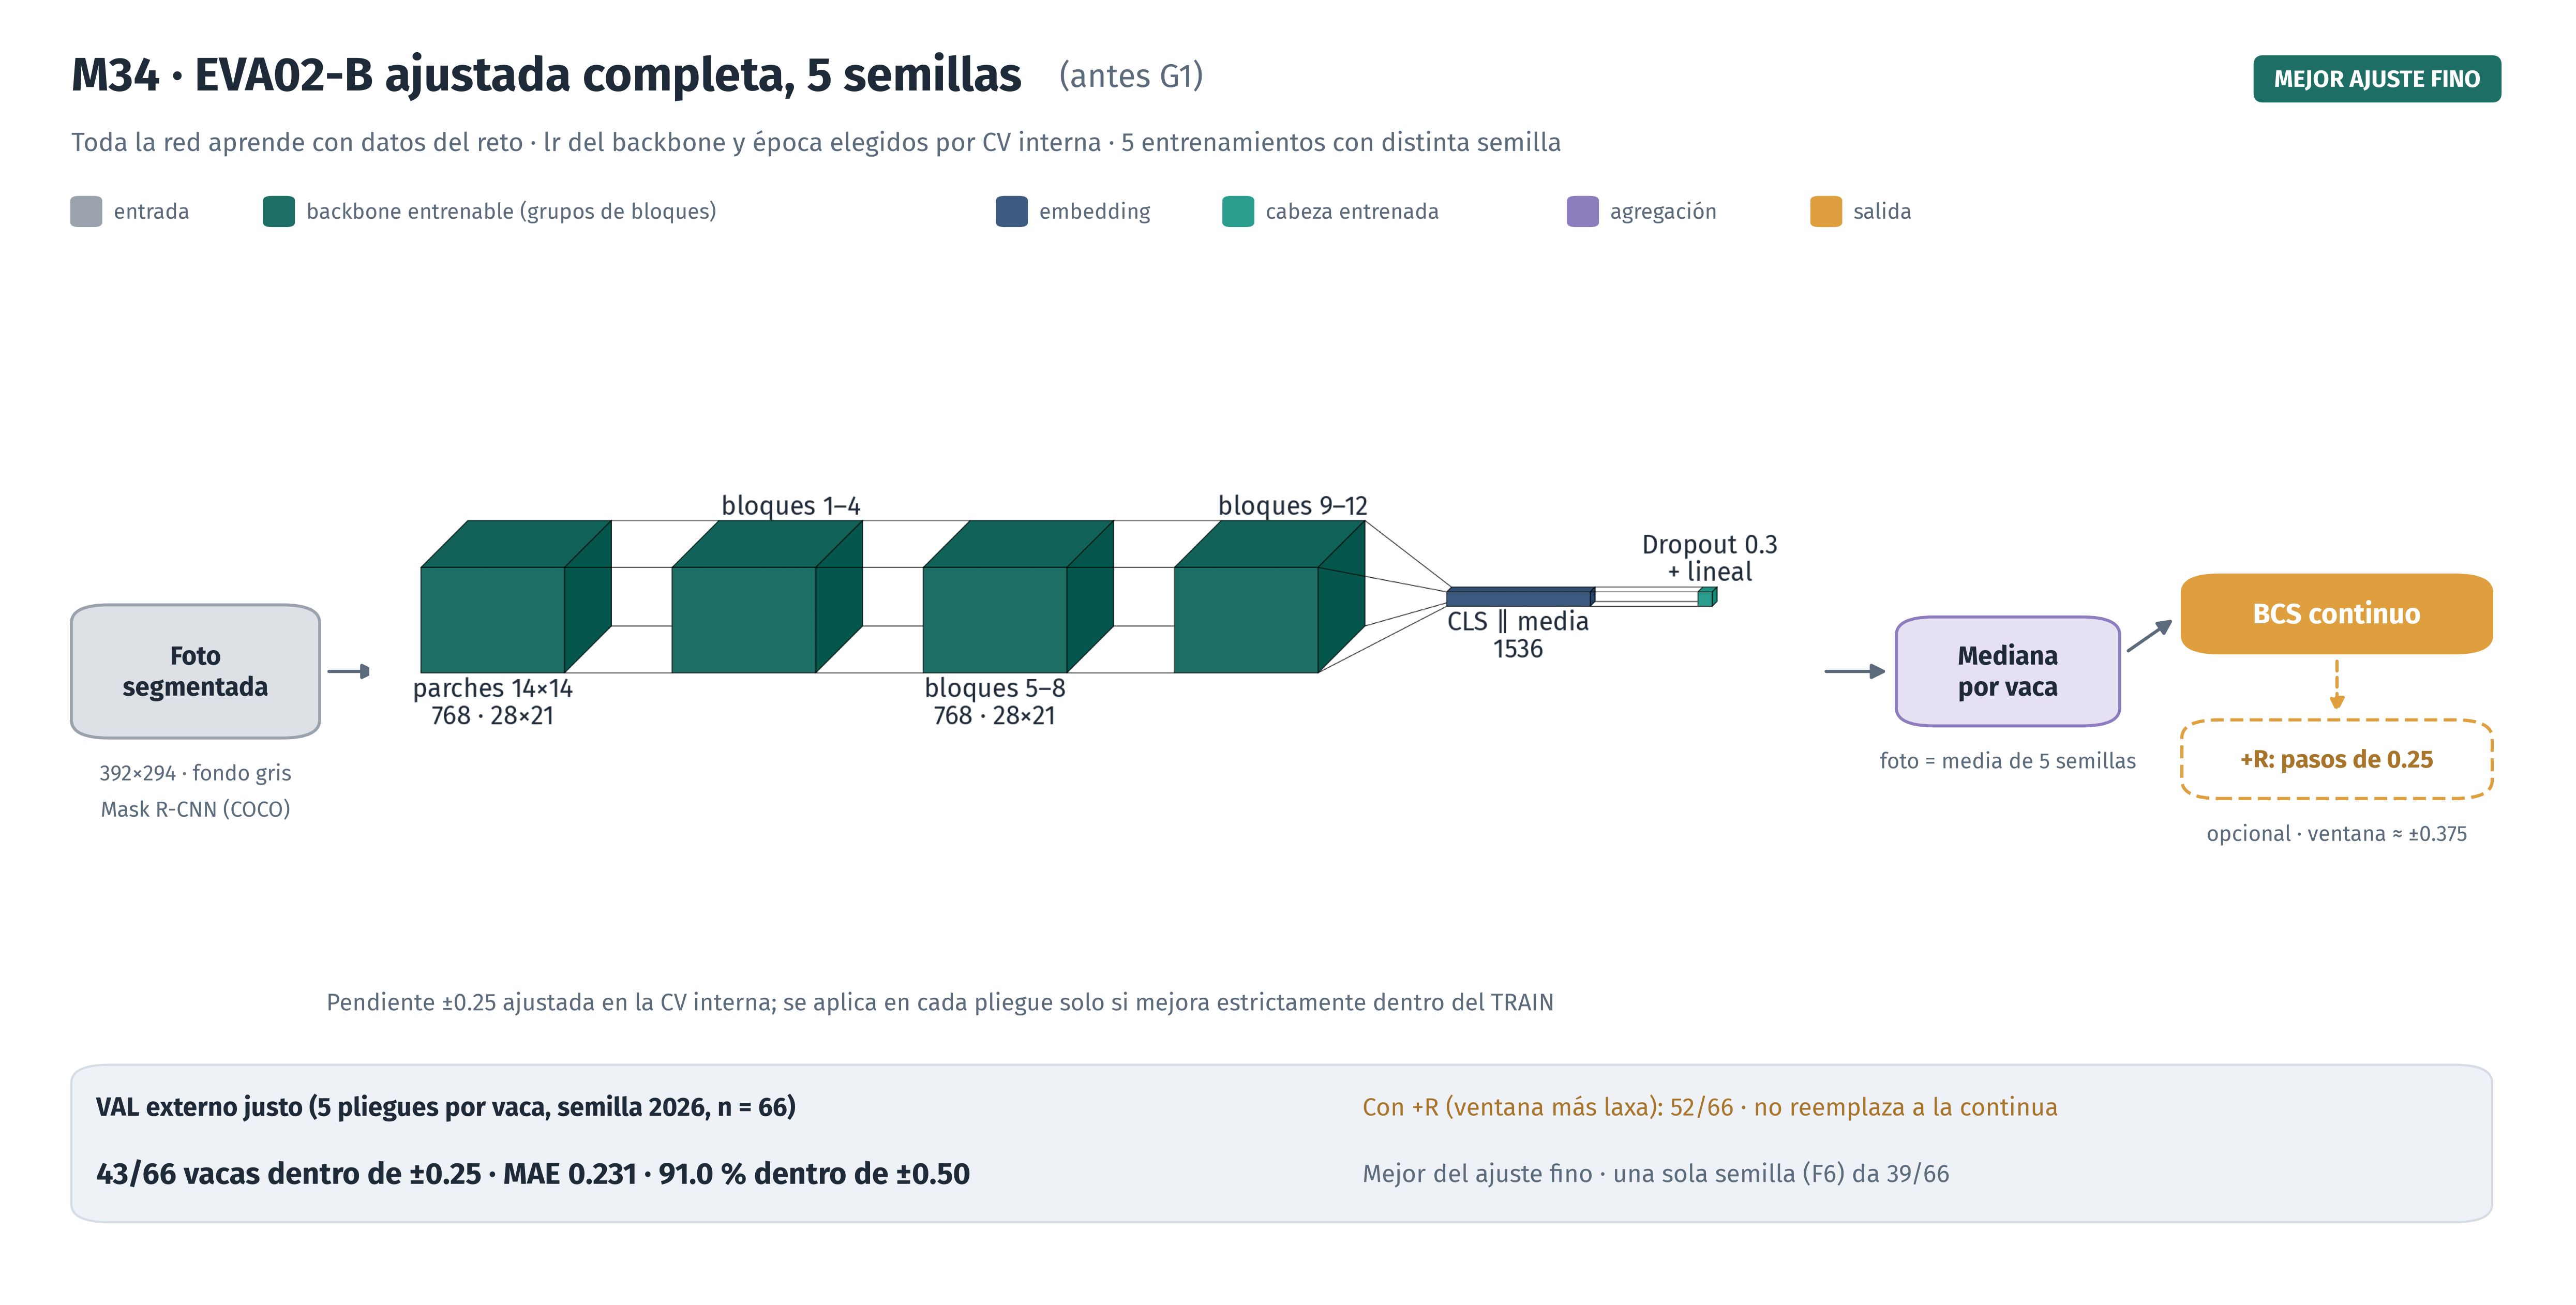 M34 · EVA02-B ajustada completa, 5 semillas (antes G1)
MEJOR AJUSTE FINO
Toda la red aprende con datos del reto · lr del backbone y época elegidos por CV interna · 5 entrenamientos con distinta semilla
entrada
backbone entrenable (grupos de bloques)
embedding
cabeza entrenada
agregación
salida
Foto
segmentada
392×294 · fondo gris
Mask R-CNN (COCO)
parches 14×14
768 · 28×21
bloques 1–4
bloques 5–8
768 · 28×21
bloques 9–12
CLS ‖ media
1536
Dropout 0.3
+ lineal
Mediana
por vaca
foto = media de 5 semillas
BCS continuo
+R: pasos de 0.25
opcional · ventana ≈ ±0.375
Pendiente ±0.25 ajustada en la CV interna; se aplica en cada pliegue solo si mejora estrictamente dentro del TRAIN
VAL externo justo (5 pliegues por vaca, semilla 2026, n = 66)
43/66 vacas dentro de ±0.25 · MAE 0.231 · 91.0 % dentro de ±0.50
Con +R (ventana más laxa): 52/66 · no reemplaza a la continua
Mejor del ajuste fino · una sola semilla (F6) da 39/66